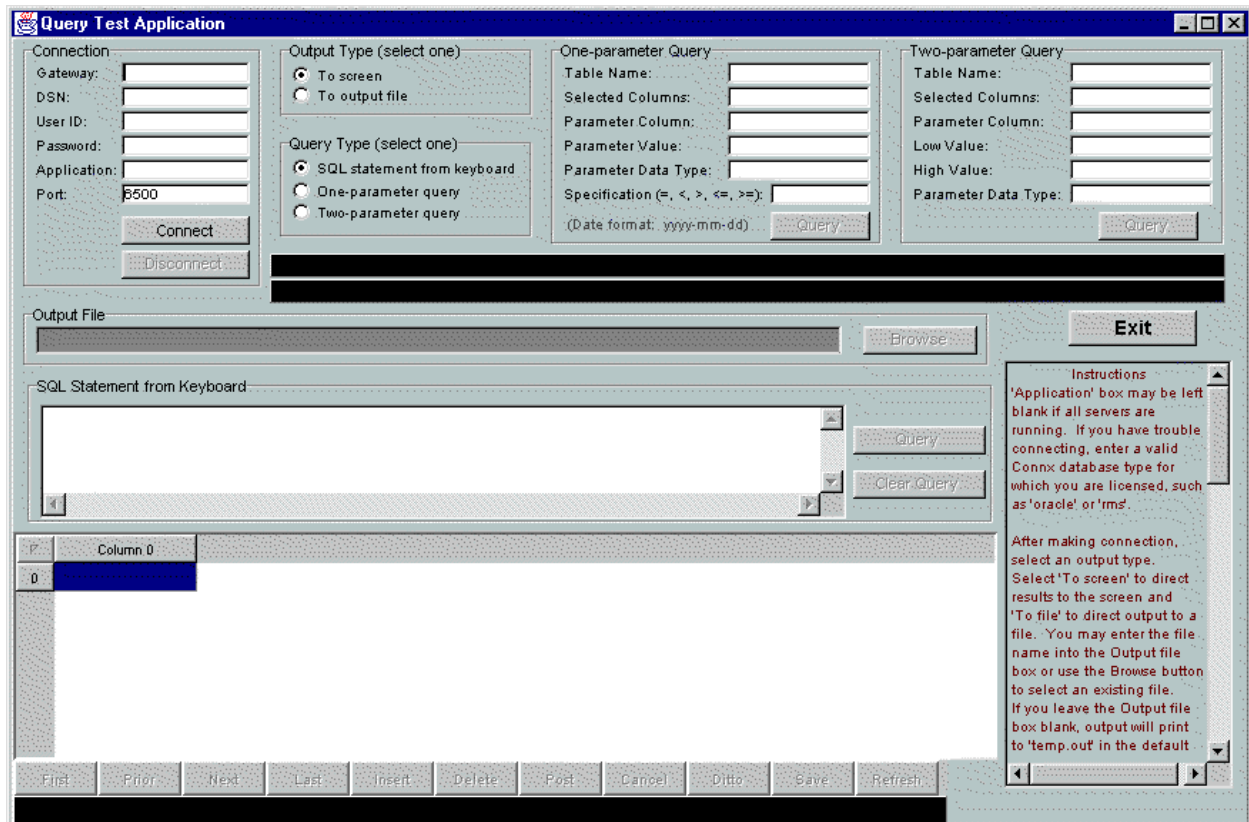 Query Test Application
Connection
Gateway:
DSN:
User ID:
Password:
Application:
Port: 6500
Connect
Disconnect
Output Type (select one)
To screen
To output file
Query Type (select one)
SQL statement from keyboard
One-parameter query
Two-parameter query
One-parameter Query
Table Name:
Selected Columns:
Parameter Column:
Parameter Value:
Parameter Data Type:
Specification (=, <, >, <=, >=):
(Date format: yyyy-mm-dd)
Query
Two-parameter Query
Table Name:
Selected Columns:
Parameter Column:
Low Value:
High Value:
Parameter Data Type:
Query
Output File
Browse
Exit
SQL Statement from Keyboard
Query
Clear Query
Instructions
'Application' box may be left
blank if all servers are
running. If you have trouble
connecting, enter a valid
Connx database type for
which you are licensed, such
as 'oracle' or 'rms'.
After making connection,
select an output type.
Select 'To screen' to direct
results to the screen and
'To file' to direct output to a
file. You may enter the file
name into the Output file
box or use the Browse button
to select an existing file.
If you leave the Output file
box blank, output will print
to 'temp.out' in the default
Column 0
0
First Prior Next Last Insert Delete Post Cancel Ditto Save Refresh